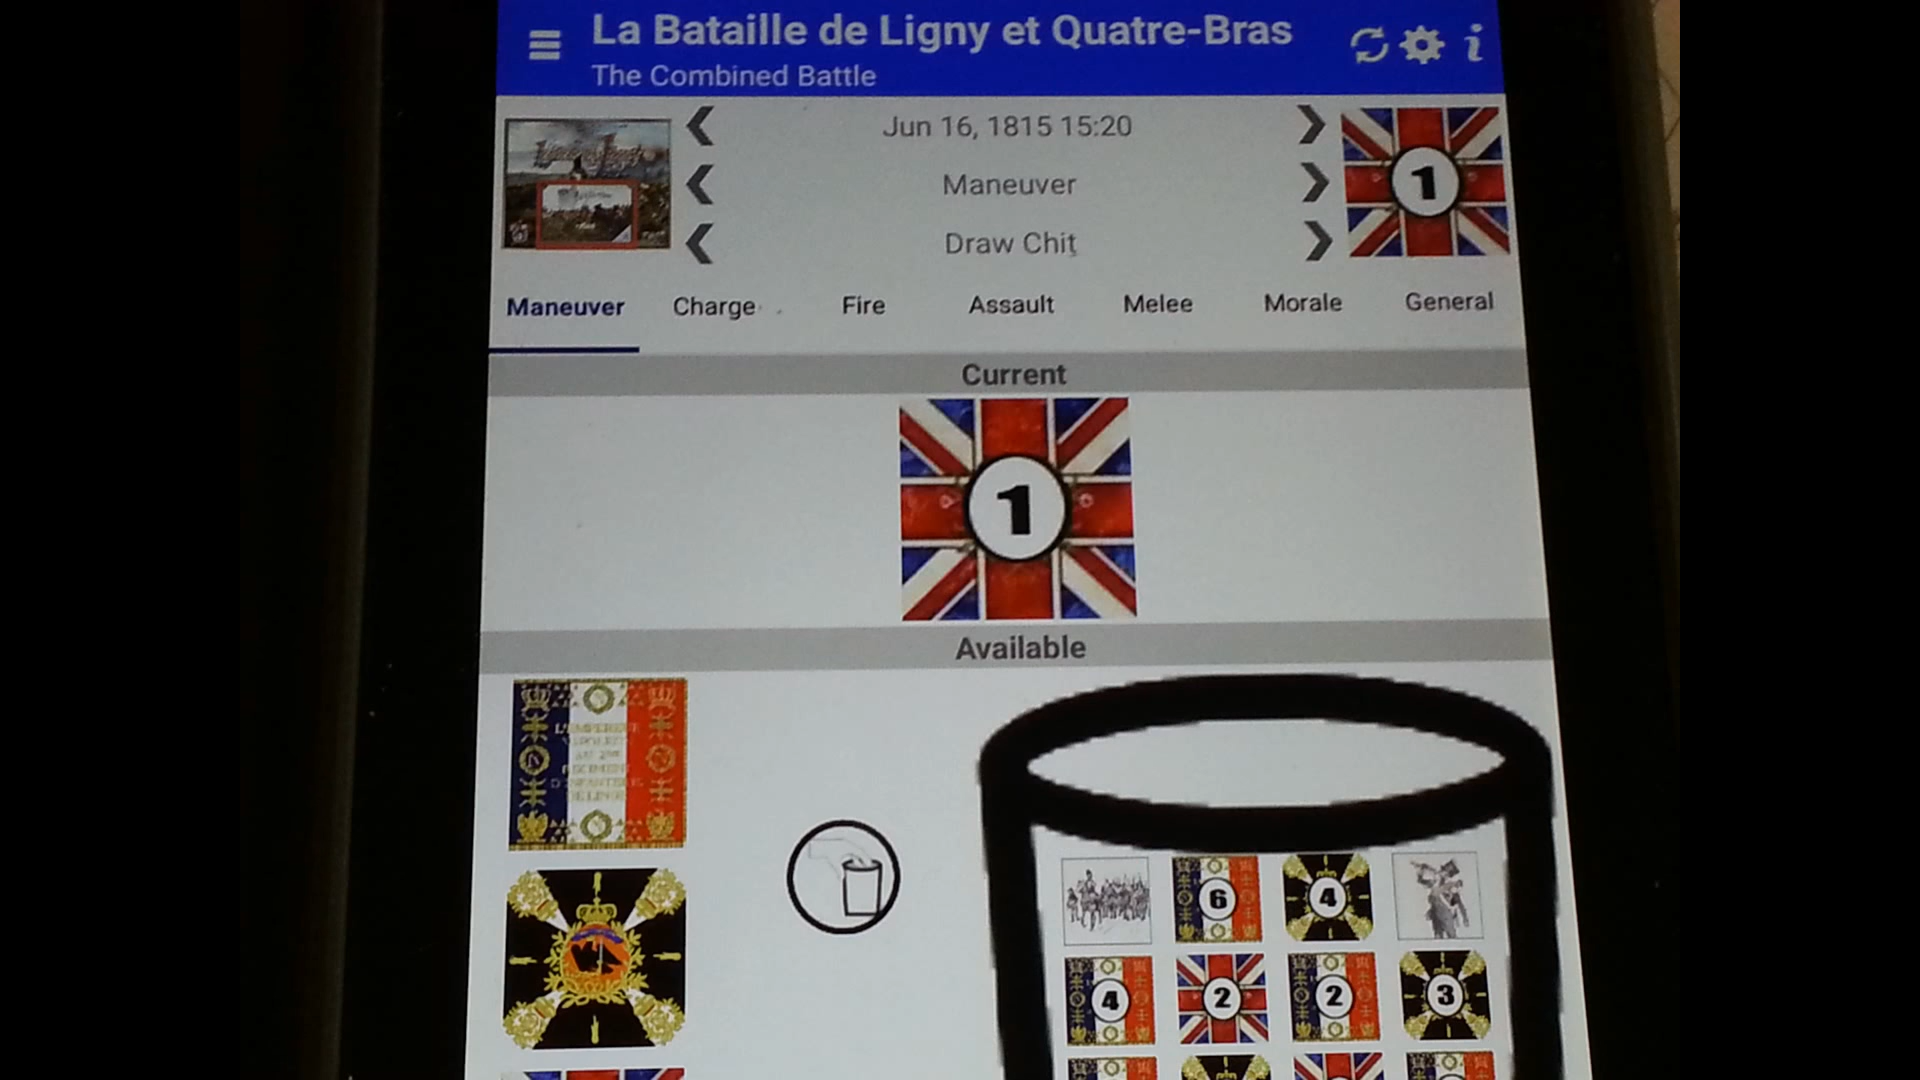 La Bataille de Ligny et Quatre-Bras
The Combined Battle
Jun 16, 1815 15:20
Maneuver
Draw Chit
1
Maneuver Charge Fire Assault Melee Morale General
Current
1
Available
6 4
4 2 2 3